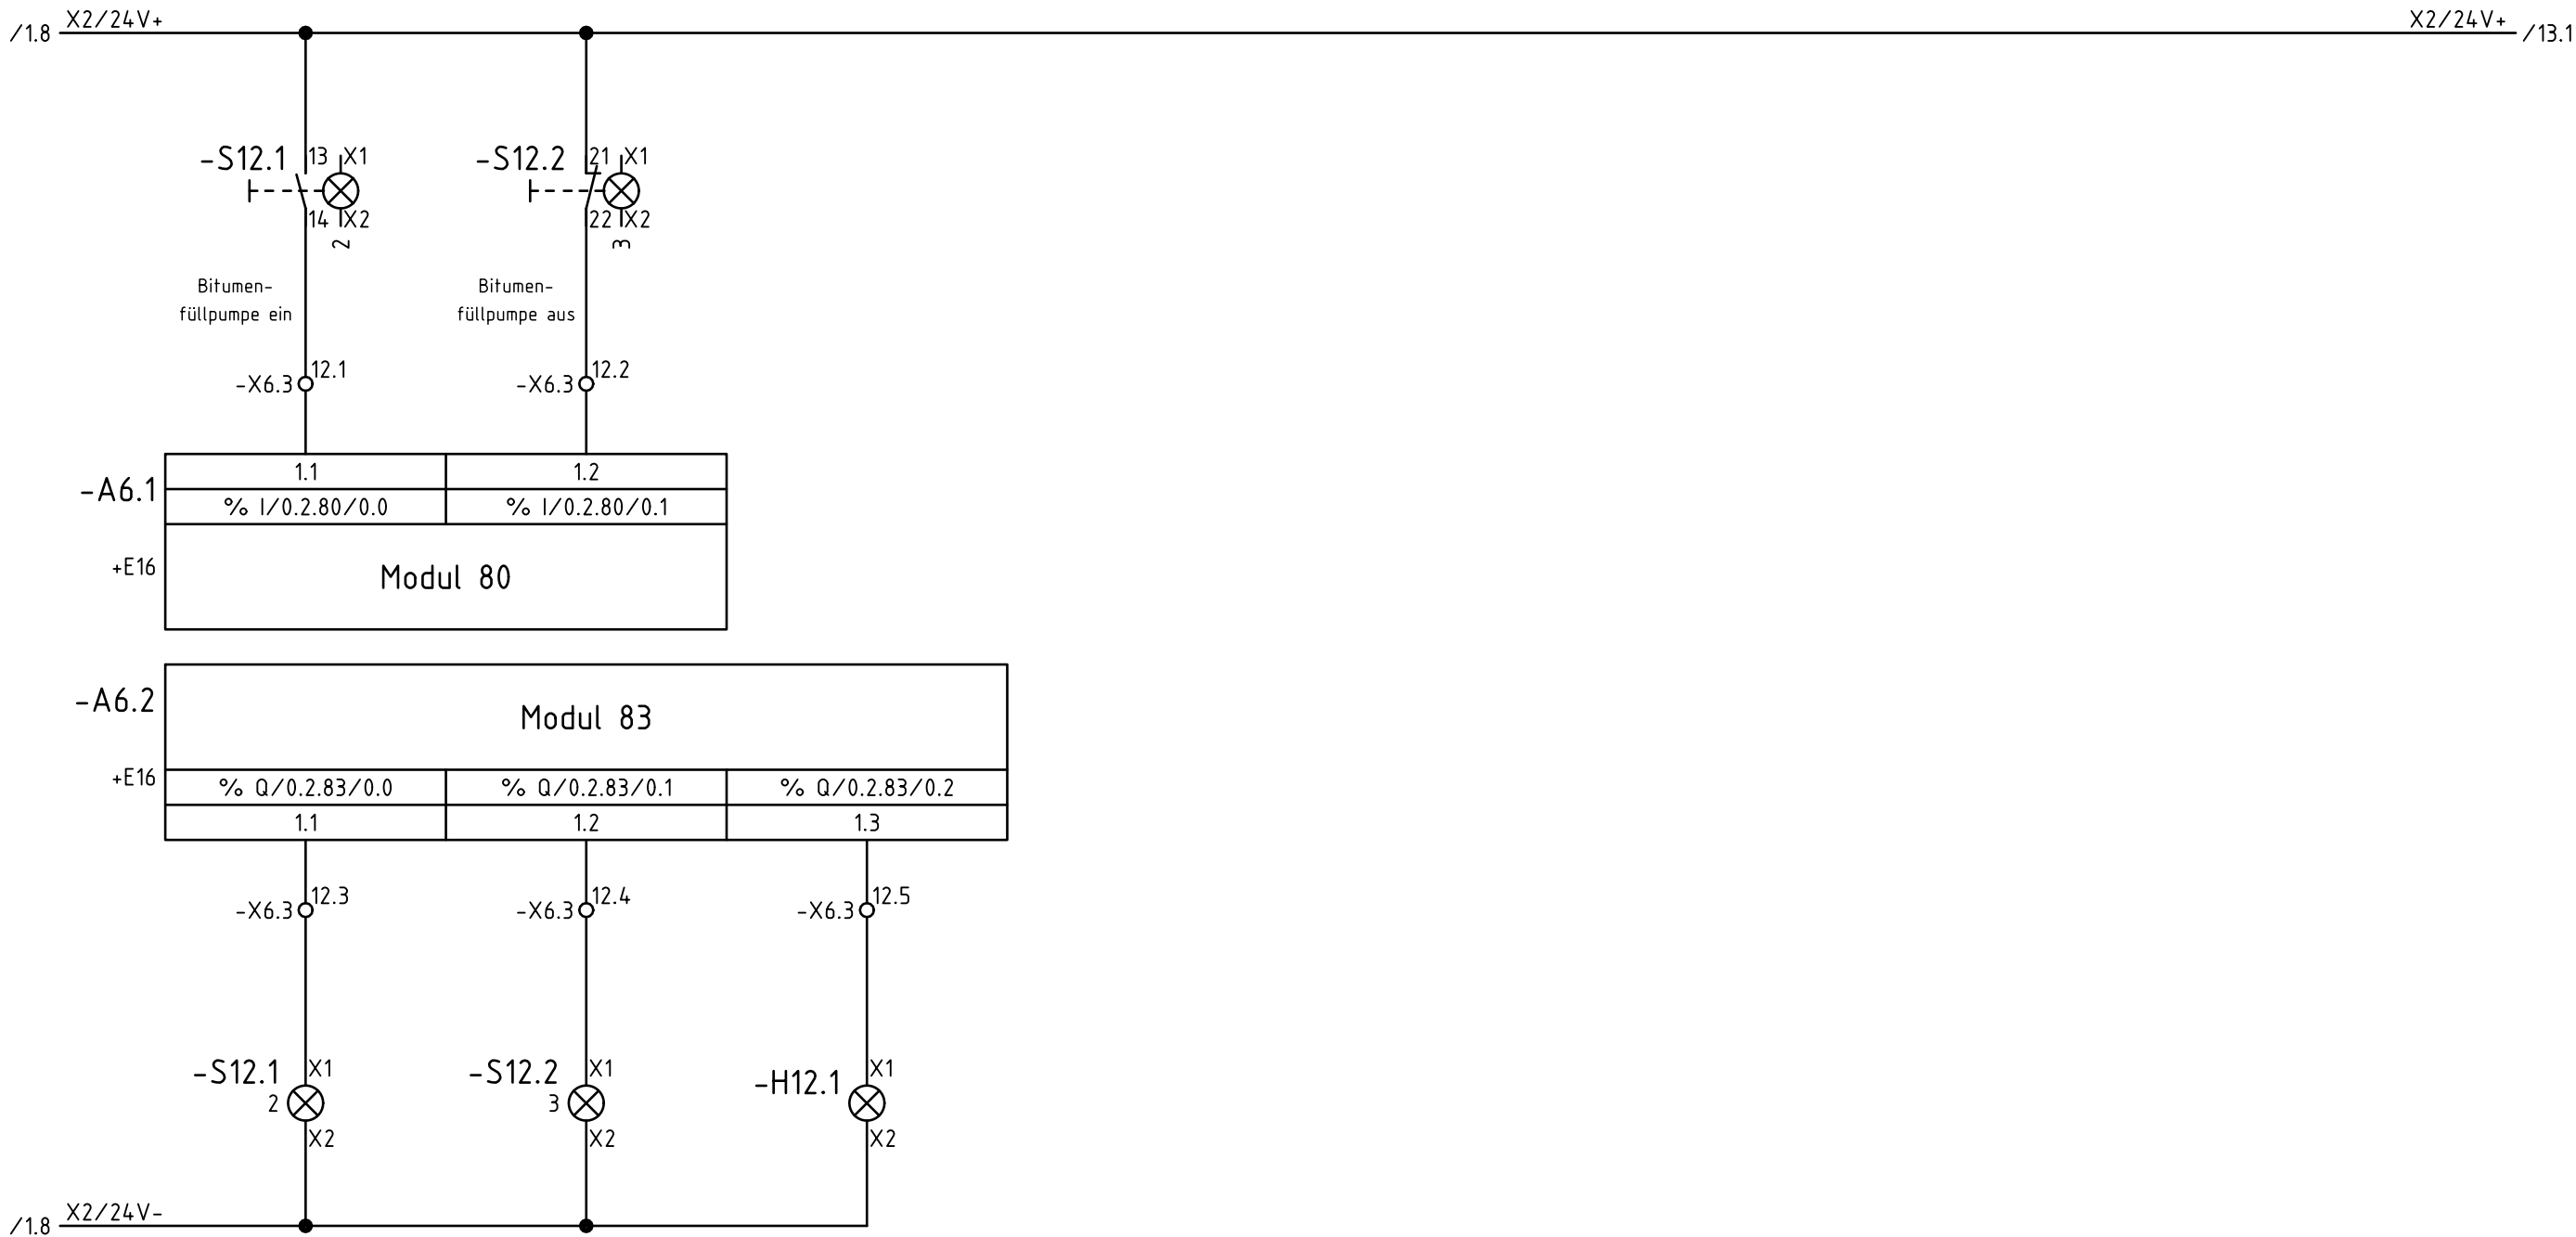 X2/24V+ X2/24V+
/1.8 /13.1
-S12.1 13 X1 -S12.2 21 X1
14 X2 22 X2
2 3
Bitumen- Bitumen-
füllpumpe ein füllpumpe aus
-X6.3 12.1 -X6.3 12.2
1.1 1.2
-A6.1
% I/0.2.80/0.0 % I/0.2.80/0.1
+E16 Modul 80
-A6.2 Modul 83
+E16 % Q/0.2.83/0.0 % Q/0.2.83/0.1 % Q/0.2.83/0.2
1.1 1.2 1.3
-X6.3 12.3 -X6.3 12.4 -X6.3 12.5
-S12.1 X1 -S12.2 X1 -H12.1 X1
2 3
X2 X2 X2
X2/24V-
/1.8